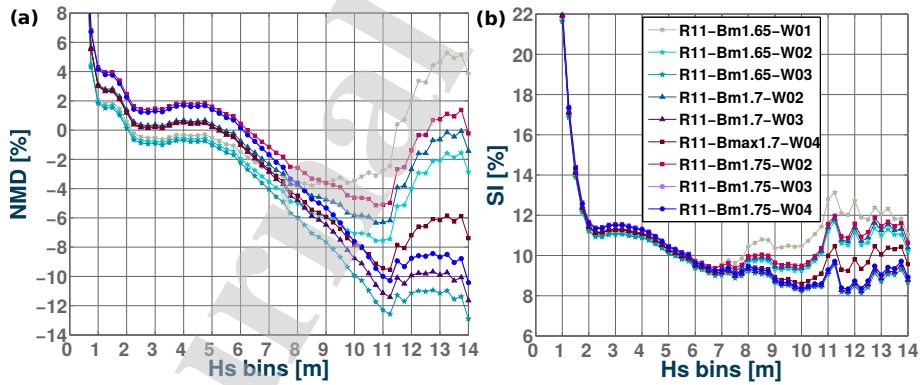 (a)
NMD [%]
8
6
4
2
0
−2
−4
−6
−8
−10
−12
−14
0 1 2 3 4 5 6 7 8 9 10 11 12 13 14
Hs bins [m]
(b)
SI [%]
22
20
18
16
14
12
10
8
6
4
0 1 2 3 4 5 6 7 8 9 10 11 12 13 14
Hs bins [m]
R11−Bm1.65−W01
R11−Bm1.65−W02
R11−Bm1.65−W03
R11−Bm1.7−W02
R11−Bm1.7−W03
R11−Bmax1.7−W04
R11−Bm1.75−W02
R11−Bm1.75−W03
R11−Bm1.75−W04
urnal